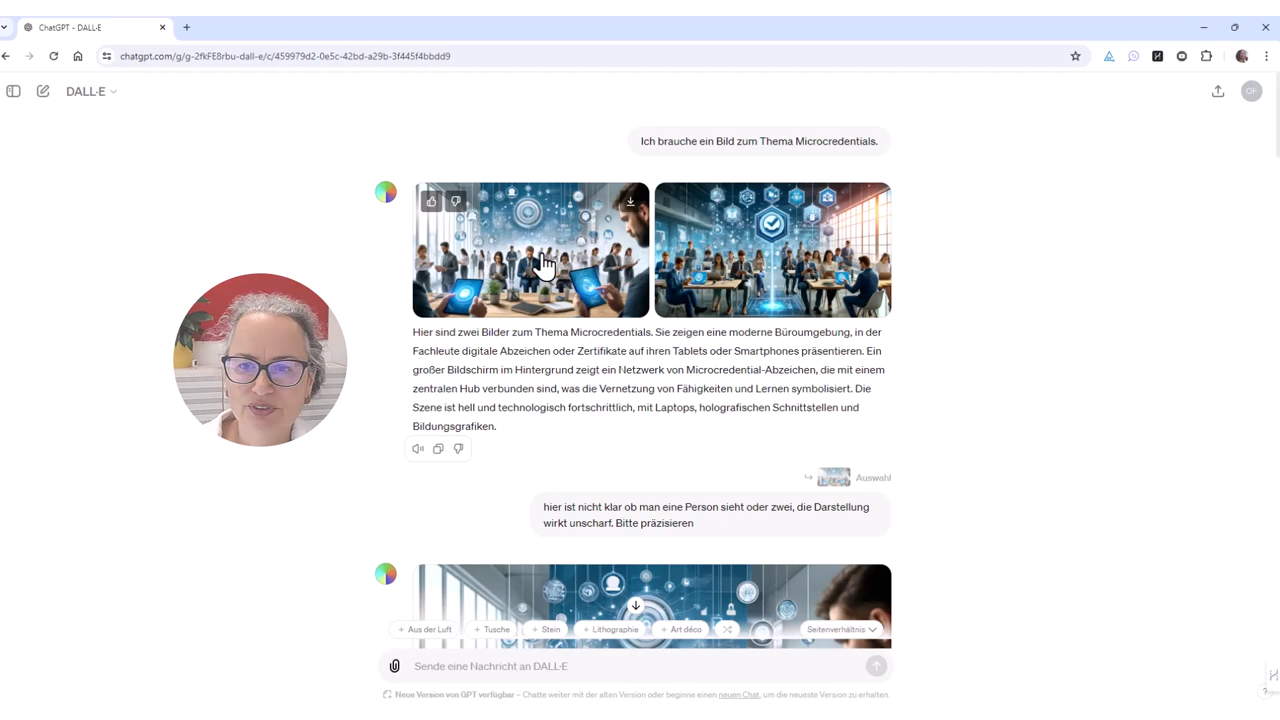 ChatGPT - DALL·E
chatgpt.com/g/g-2fkFE8rbu-dall-e/c/459979d2-0e5c-42bd-a29b-3f445f4bbdd9
DALL·E
OF
Ich brauche ein Bild zum Thema Microcredentials.
Hier sind zwei Bilder zum Thema Microcredentials. Sie zeigen eine moderne Büroumgebung, in der
Fachleute digitale Abzeichen oder Zertifikate auf ihren Tablets oder Smartphones präsentieren. Ein
großer Bildschirm im Hintergrund zeigt ein Netzwerk von Microcredential-Abzeichen, die mit einem
zentralen Hub verbunden sind, was die Vernetzung von Fähigkeiten und Lernen symbolisiert. Die
Szene ist hell und technologisch fortschrittlich, mit Laptops, holografischen Schnittstellen und
Bildungsgrafiken.
Auswahl
hier ist nicht klar ob man eine Person sieht oder zwei, die Darstellung
wirkt unscharf. Bitte präzisieren
+ Aus der Luft + Tusche + Stein + Lithographie + Art déco Seitenverhältnis
Sende eine Nachricht an DALL·E
Neue Version von GPT verfügbar – Chatte weiter mit der alten Version oder beginne einen neuen Chat, um die neueste Version zu erhalten.